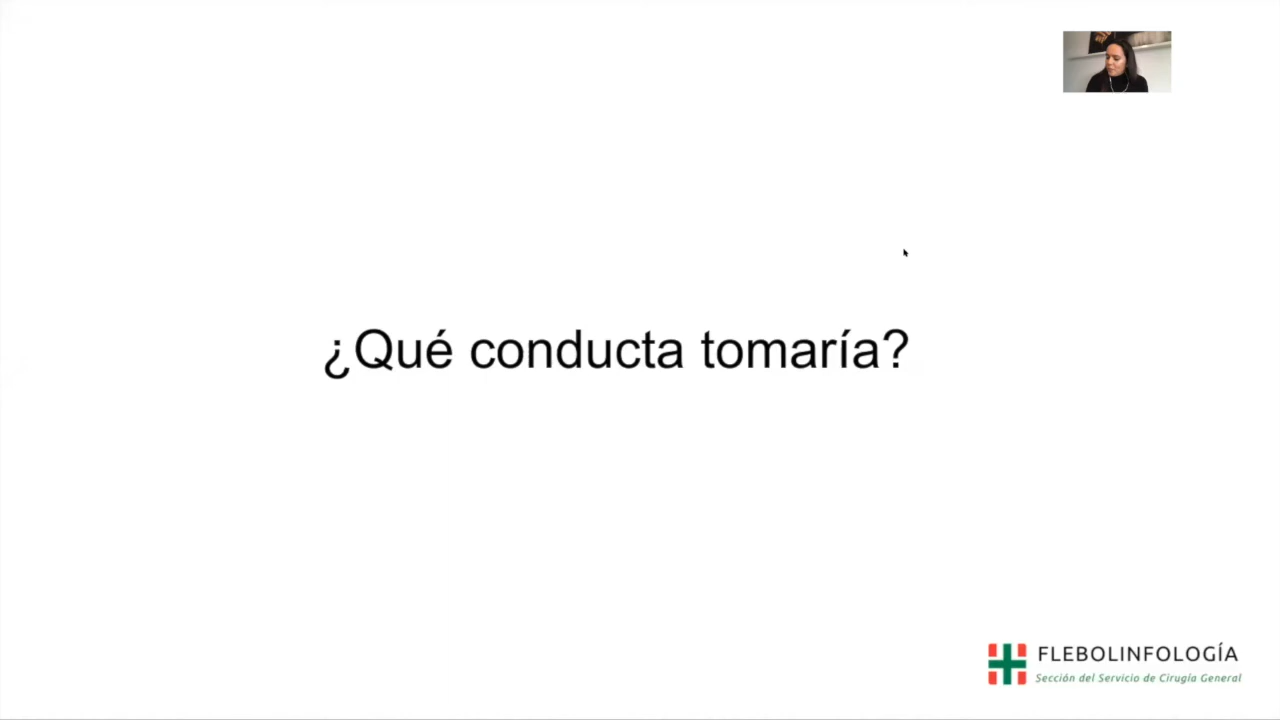 ¿Qué conducta tomaría?
FLEBOLINFOLOGÍA
Sección del Servicio de Cirugía General